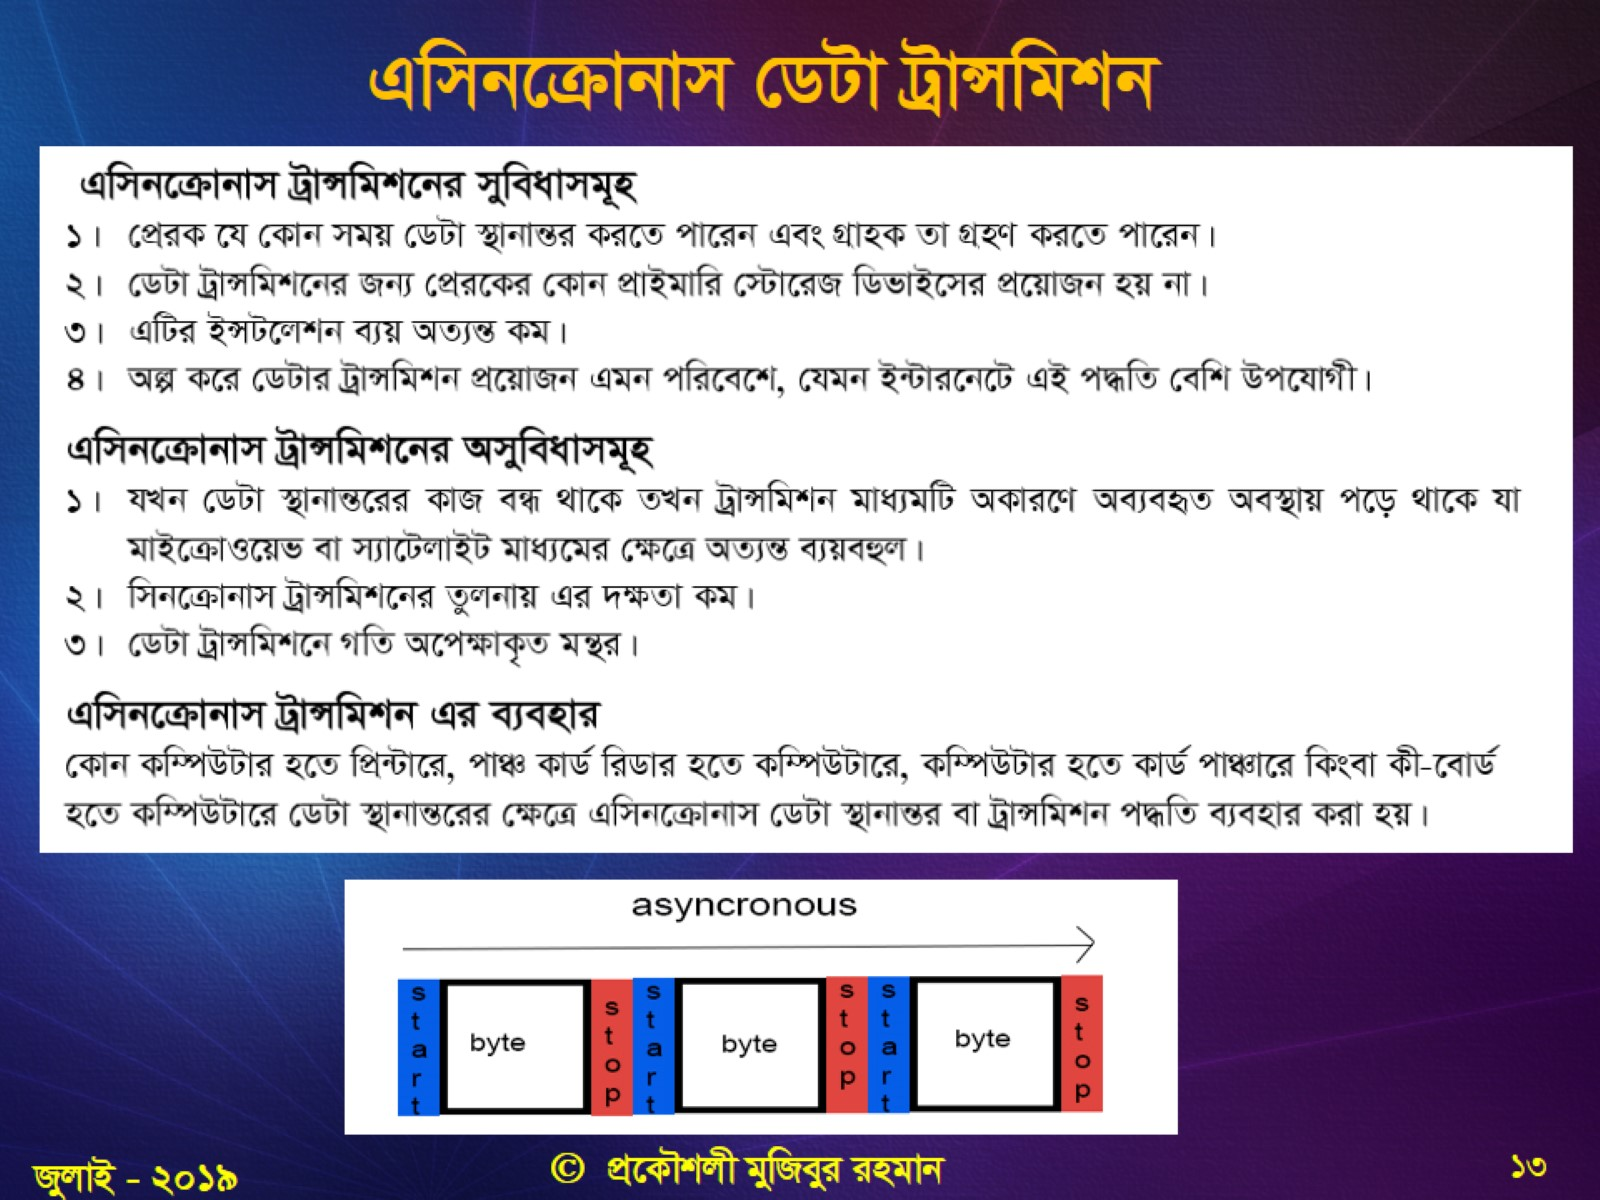 এসিনক্রোনাস ডেটা ট্রান্সমিশন
এসিনক্রোনাস ট্রান্সমিশনের সুবিধাসমূহ
১। প্রেরক যে কোন সময় ডেটা স্থানান্তর করতে পারেন এবং গ্রাহক তা গ্রহণ করতে পারেন।
২। ডেটা ট্রান্সমিশনের জন্য প্রেরকের কোন প্রাইমারি স্টোরেজ ডিভাইসের প্রয়োজন হয় না।
৩। এটির ইন্সটলেশন ব্যয় অত্যন্ত কম।
৪। অল্প করে ডেটার ট্রান্সমিশন প্রয়োজন এমন পরিবেশে, যেমন ইন্টারনেটে এই পদ্ধতি বেশি উপযোগী।
এসিনক্রোনাস ট্রান্সমিশনের অসুবিধাসমূহ
১। যখন ডেটা স্থানান্তরের কাজ বন্ধ থাকে তখন ট্রান্সমিশন মাধ্যমটি অকারণে অব্যবহৃত অবস্থায় পড়ে থাকে যা
মাইক্রোওয়েভ বা স্যাটেলাইট মাধ্যমের ক্ষেত্রে অত্যন্ত ব্যয়বহুল।
২। সিনক্রোনাস ট্রান্সমিশনের তুলনায় এর দক্ষতা কম।
৩। ডেটা ট্রান্সমিশনে গতি অপেক্ষাকৃত মন্থর।
এসিনক্রোনাস ট্রান্সমিশন এর ব্যবহার
কোন কম্পিউটার হতে প্রিন্টারে, পাঞ্চ কার্ড রিডার হতে কম্পিউটারে, কম্পিউটার হতে কার্ড পাঞ্চারে কিংবা কী-বোর্ড
হতে কম্পিউটারে ডেটা স্থানান্তরের ক্ষেত্রে এসিনক্রোনাস ডেটা স্থানান্তর বা ট্রান্সমিশন পদ্ধতি ব্যবহার করা হয়।
asyncronous
start byte stop start byte stop start byte stop
জুলাই - ২০১৯ © প্রকৌশলী মুজিবুর রহমান ১৩